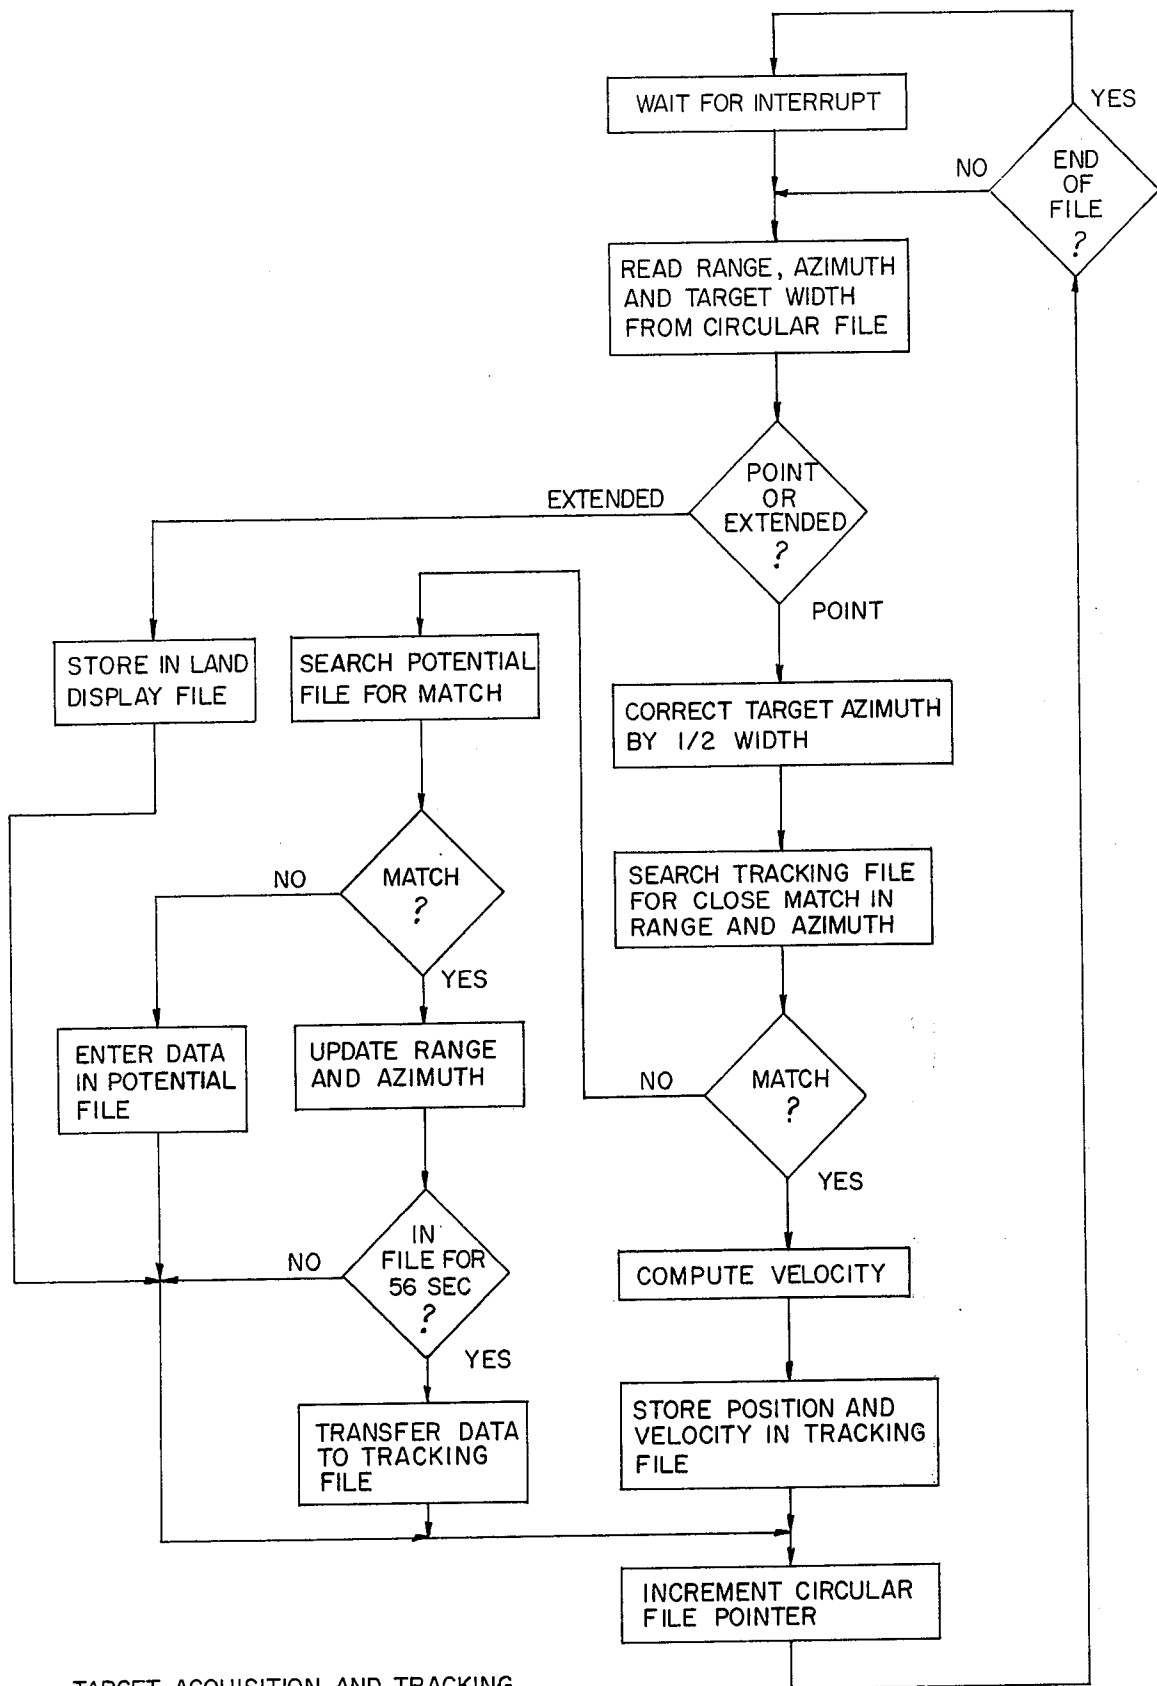 WAIT FOR INTERRUPT
YES
END
OF
FILE
?
NO
READ RANGE, AZIMUTH
AND TARGET WIDTH
FROM CIRCULAR FILE
POINT
OR
EXTENDED
?
EXTENDED
POINT
STORE IN LAND
DISPLAY FILE
SEARCH POTENTIAL
FILE FOR MATCH
CORRECT TARGET AZIMUTH
BY 1/2 WIDTH
MATCH
?
NO
YES
SEARCH TRACKING FILE
FOR CLOSE MATCH IN
RANGE AND AZIMUTH
ENTER DATA
IN POTENTIAL
FILE
UPDATE RANGE
AND AZIMUTH
NO
MATCH
?
YES
IN
FILE FOR
56 SEC
?
NO
YES
COMPUTE VELOCITY
TRANSFER DATA
TO TRACKING
FILE
STORE POSITION AND
VELOCITY IN TRACKING
FILE
INCREMENT CIRCULAR
FILE POINTER
TARGET ACQUISITION AND TRACKING